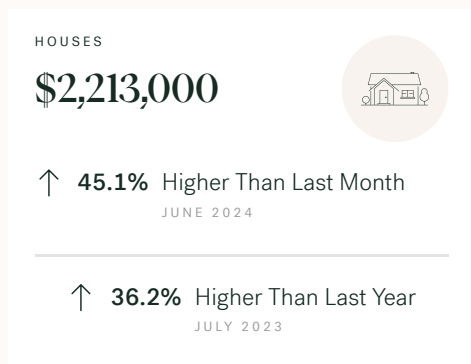 HOUSES
$2,213,000
45.1% Higher Than Last Month
JUNE 2024
36.2% Higher Than Last Year
JULY 2023